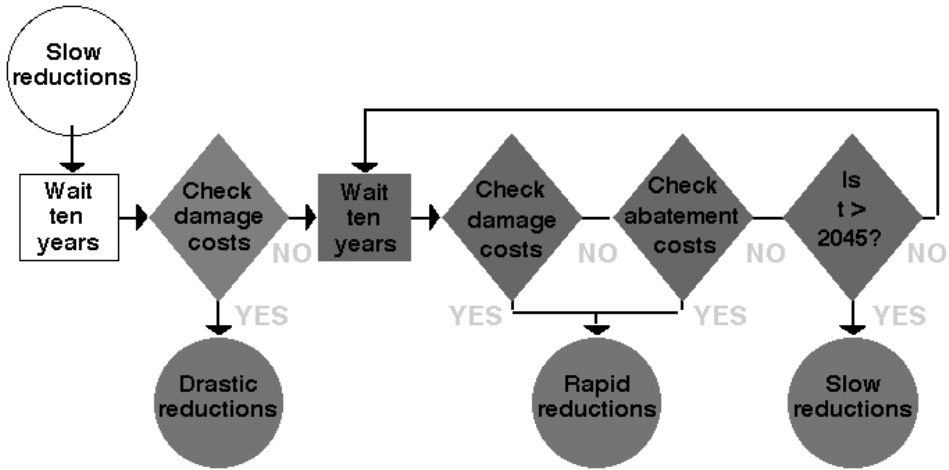 Slow
reductions
Wait
ten
years
Check
damage
costs
NO
YES
Drastic
reductions
Wait
ten
years
Check
damage
costs
NO
YES
Check
abatement
costs
NO
YES
Rapid
reductions
Is
t >
2045?
NO
YES
Slow
reductions